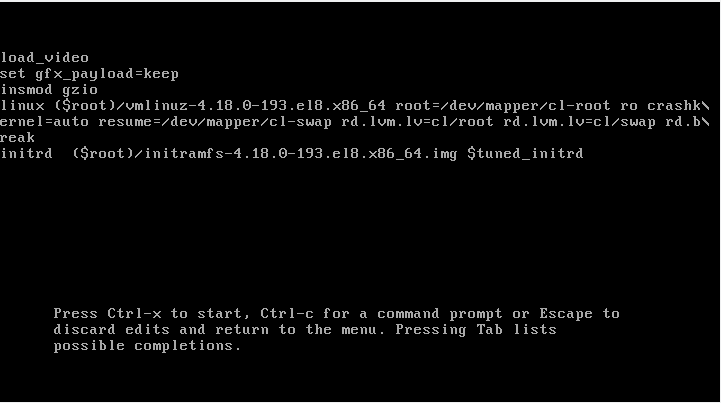 load_video
set gfx_payload=keep
insmod gzio
linux ($root)/vmlinuz-4.18.0-193.el8.x86_64 root=/dev/mapper/cl-root ro crashk\
ernel=auto resume=/dev/mapper/cl-swap rd.lvm.lv=cl/root rd.lvm.lv=cl/swap rd.b\
reak
initrd  ($root)/initramfs-4.18.0-193.el8.x86_64.img $tuned_initrd
Press Ctrl-x to start, Ctrl-c for a command prompt or Escape to
discard edits and return to the menu. Pressing Tab lists
possible completions.